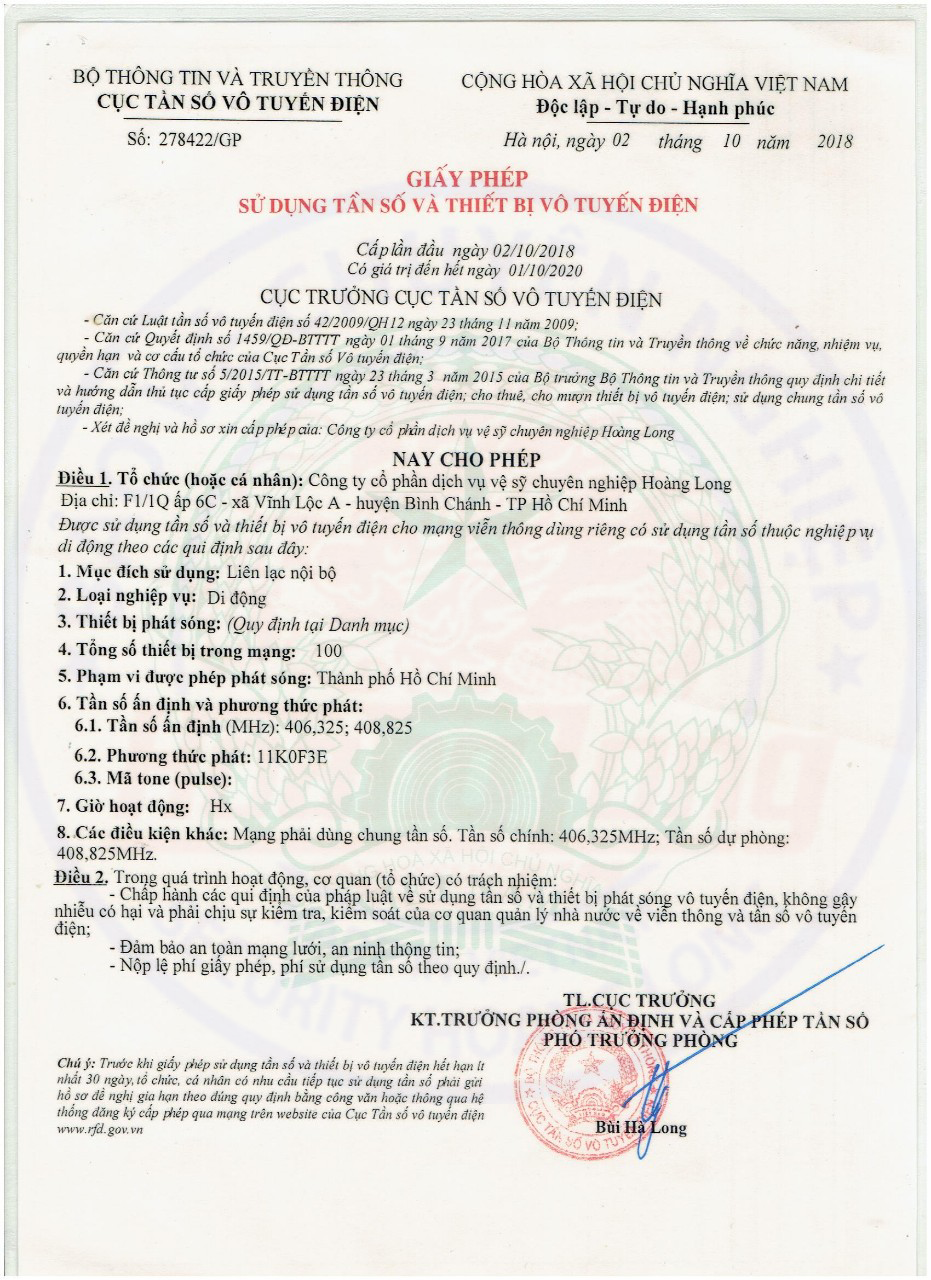 BỘ THÔNG TIN VÀ TRUYỀN THÔNG
CỤC TẦN SỐ VÔ TUYẾN ĐIỆN
Số: 278422/GP
CỘNG HÒA XÃ HỘI CHỦ NGHĨA VIỆT NAM
Độc lập - Tự do - Hạnh phúc
Hà nội, ngày 02 tháng 10 năm 2018
GIẤY PHÉP
SỬ DỤNG TẦN SỐ VÀ THIẾT BỊ VÔ TUYẾN ĐIỆN
Cấp lần đầu ngày 02/10/2018
Có giá trị đến hết ngày 01/10/2020
CỤC TRƯỞNG CỤC TẦN SỐ VÔ TUYẾN ĐIỆN
- Căn cứ Luật tần số vô tuyến điện số 42/2009/QH12 ngày 23 tháng 11 năm 2009;
- Căn cứ Quyết định số 1459/QĐ-BTTTT ngày 01 tháng 9 năm 2017 của Bộ Thông tin và Truyền thông về chức năng, nhiệm vụ,
quyền hạn và cơ cấu tổ chức của Cục Tần số Vô tuyến điện;
- Căn cứ Thông tư số 5/2015/TT-BTTTT ngày 23 tháng 3 năm 2015 của Bộ trưởng Bộ Thông tin và Truyền thông quy định chi tiết
và hướng dẫn thủ tục cấp giấy phép sử dụng tần số vô tuyến điện; cho thuê, cho mượn thiết bị vô tuyến điện; sử dụng chung tần số vô
tuyến điện;
- Xét đề nghị và hồ sơ xin cấp phép của: Công ty cổ phần dịch vụ vệ sỹ chuyên nghiệp Hoàng Long
NAY CHO PHÉP
Điều 1. Tổ chức (hoặc cá nhân): Công ty cổ phần dịch vụ vệ sỹ chuyên nghiệp Hoàng Long
Địa chỉ: F1/1Q ấp 6C - xã Vĩnh Lộc A - huyện Bình Chánh - TP Hồ Chí Minh
Được sử dụng tần số và thiết bị vô tuyến điện cho mạng viễn thông dùng riêng có sử dụng tần số thuộc nghiệp vụ
di động theo các qui định sau đây:
1. Mục đích sử dụng: Liên lạc nội bộ
2. Loại nghiệp vụ: Di động
3. Thiết bị phát sóng: (Quy định tại Danh mục)
4. Tổng số thiết bị trong mạng: 100
5. Phạm vi được phép phát sóng: Thành phố Hồ Chí Minh
6. Tần số ấn định và phương thức phát:
6.1. Tần số ấn định (MHz): 406,325; 408,825
6.2. Phương thức phát: 11K0F3E
6.3. Mã tone (pulse):
7. Giờ hoạt động: Hx
8. Các điều kiện khác: Mạng phải dùng chung tần số. Tần số chính: 406,325MHz; Tần số dự phòng:
408,825MHz.
Điều 2. Trong quá trình hoạt động, cơ quan (tổ chức) có trách nhiệm:
- Chấp hành các qui định của pháp luật về sử dụng tần số và thiết bị phát sóng vô tuyến điện, không gây
nhiễu có hại và phải chịu sự kiểm tra, kiểm soát của cơ quan quản lý nhà nước về viễn thông và tần số vô tuyến
điện;
- Đảm bảo an toàn mạng lưới, an ninh thông tin;
- Nộp lệ phí giấy phép, phí sử dụng tần số theo quy định./.
TL.CỤC TRƯỞNG
KT.TRƯỞNG PHÒNG ẤN ĐỊNH VÀ CẤP PHÉP TẦN SỐ
PHÓ TRƯỞNG PHÒNG
Bùi Hà Long
Chú ý: Trước khi giấy phép sử dụng tần số và thiết bị vô tuyến điện hết hạn ít
nhất 30 ngày, tổ chức, cá nhân có nhu cầu tiếp tục sử dụng tần số phải gửi
hồ sơ đề nghị gia hạn theo đúng quy định bằng công văn hoặc thông qua hệ
thống đăng ký cấp phép qua mạng trên website của Cục Tần số vô tuyến điện
www.rfd.gov.vn
CỤC TẦN SỐ VÔ TUYẾN